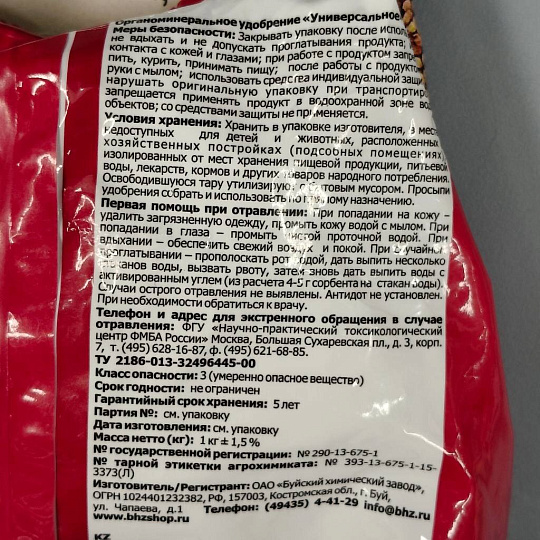 Органоминеральное удобрение «Универсальное
Меры безопасности: Закрывать упаковку после
не вдыхать и не допускать проглатывания продукта;
контакта с кожей и глазами; при работе с продуктом
пить, курить, принимать пищу; после работы с продуктом
руки с мылом; использовать средства индивидуальной
нарушать оригинальную упаковку при
запрещается применять продукт в водоохранной зоне
объектов; со средствами защиты не применяется.
Условия хранения: Хранить в упаковке изготовителя, в
недоступных для детей и животных, расположенных
хозяйственных постройках (подсобных помещениях)
изолированных от мест хранения пищевой продукции, питьевой
воды, лекарств, кормов и других товаров народного потребления.
Освободившуюся тару утилизируют с бытовым мусором. Просыпи
удобрения собрать и использовать по прямому назначению.
Первая помощь при отравлении: При попадании на кожу –
удалить загрязненную одежду, промыть кожу водой с мылом. При
попадании в глаза – промыть чистой проточной водой. При
вдыхании – обеспечить свежий воздух и покой. При случайном
проглатывании – прополоскать рот водой, дать выпить несколько
стаканов воды, вызвать рвоту, затем вновь дать выпить воды с
активированным углем (из расчета 4-5 г сорбента на стакан воды).
Случаи острого отравления не выявлены. Антидот не установлен.
При необходимости обратиться к врачу.
Телефон и адрес для экстренного обращения в случае
отравления: ФГУ «Научно-практический токсикологический
центр ФМБА России» Москва, Большая Сухаревская пл., д. 3, корп.
7, т. (495) 628-16-87, ф. (495) 621-68-85.
ТУ 2186-013-32496445-00
Класс опасности: 3 (умеренно опасное вещество)
Срок годности: не ограничен
Гарантийный срок хранения: 5 лет
Партия №: см. упаковку
Дата изготовления: см. упаковку
Масса нетто (кг): 1 кг ± 1,5 %
№ государственной регистрации: № 290-13-675-1
№ тарной этикетки агрохимиката: № 393-13-675-1-15-
3373(Л)
Изготовитель/Регистрант: ОАО «Буйский химический завод»,
ОГРН 1024401232382, РФ, 157003, Костромская обл., г. Буй,
ул. Чапаева, д.1 Телефон: (49435) 4-41-29 info@bhz.ru
www.bhzshop.ru
KZ